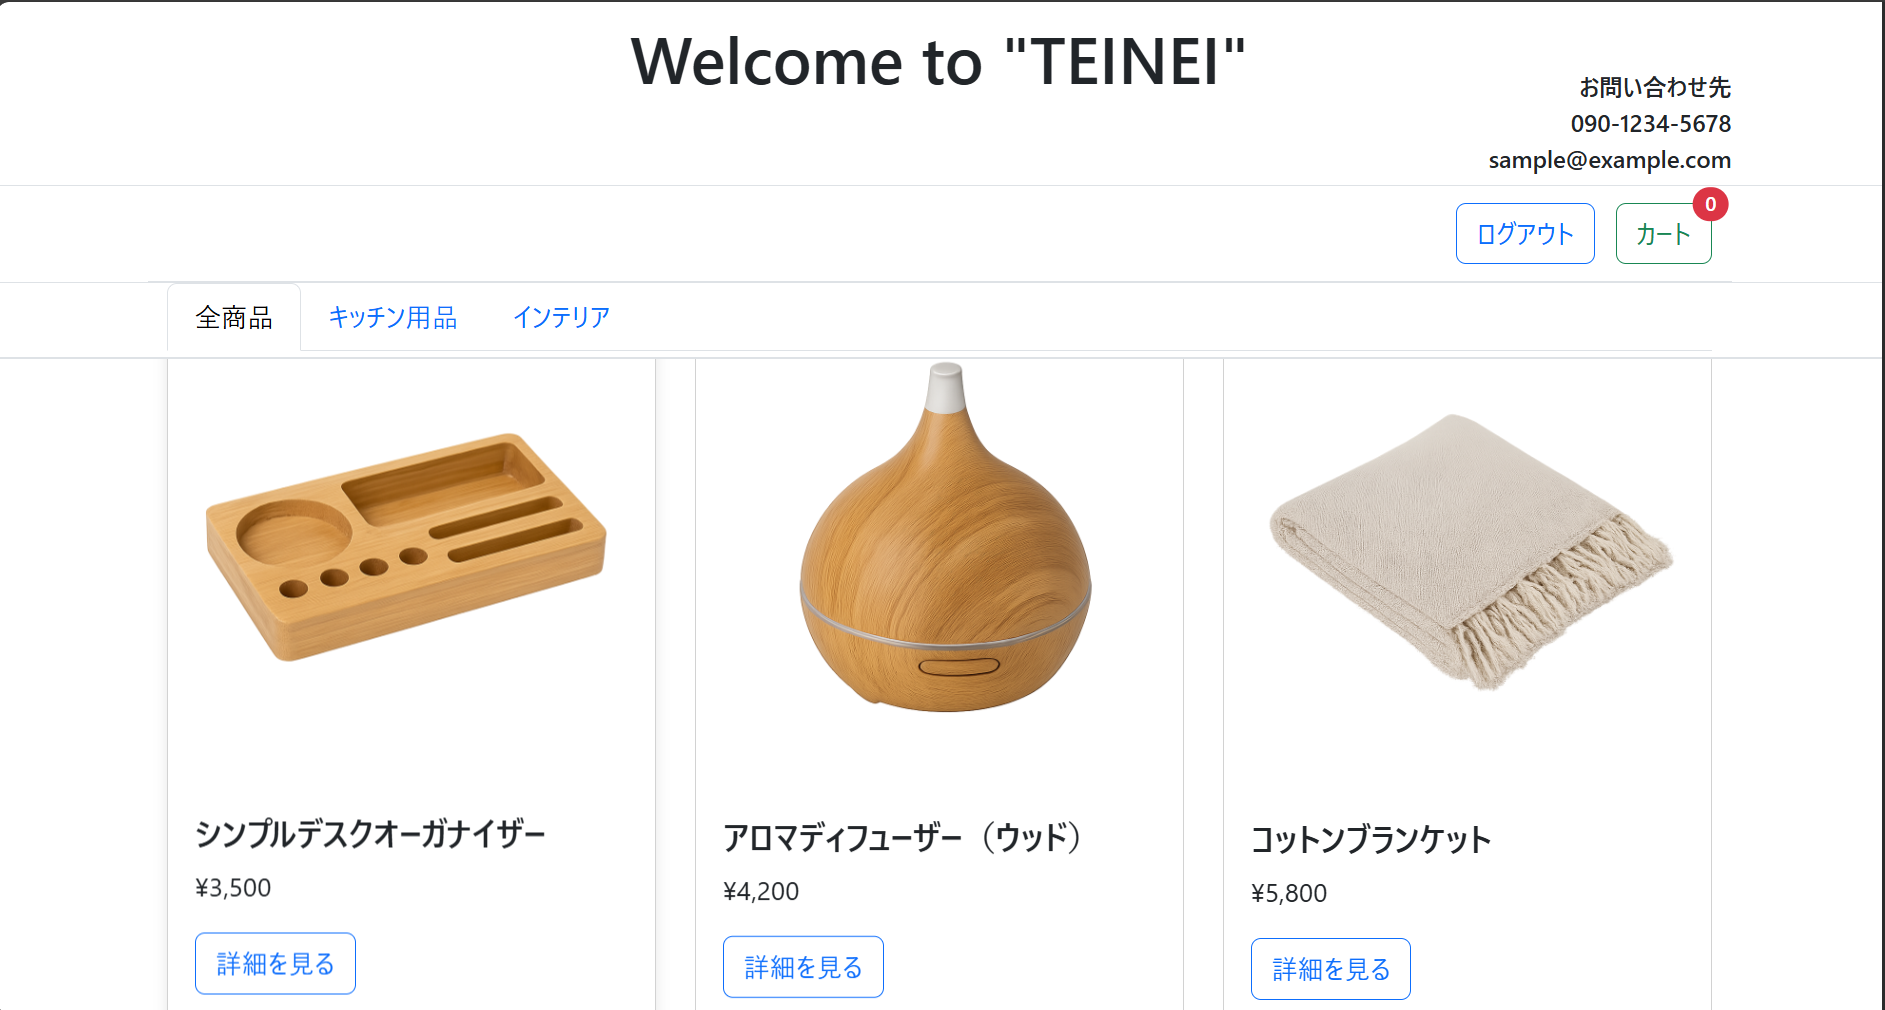 Welcome to "TEINEI"
お問い合わせ先
090-1234-5678
sample@example.com
ログアウト
カート
0
全商品
キッチン用品
インテリア
シンプルデスクオーガナイザー
¥3,500
詳細を見る
アロマディフューザー（ウッド）
¥4,200
詳細を見る
コットンブランケット
¥5,800
詳細を見る